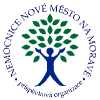 NEMOCNICE NOVÉ MĚSTO NA MORAVĚ
příspěvková organizace